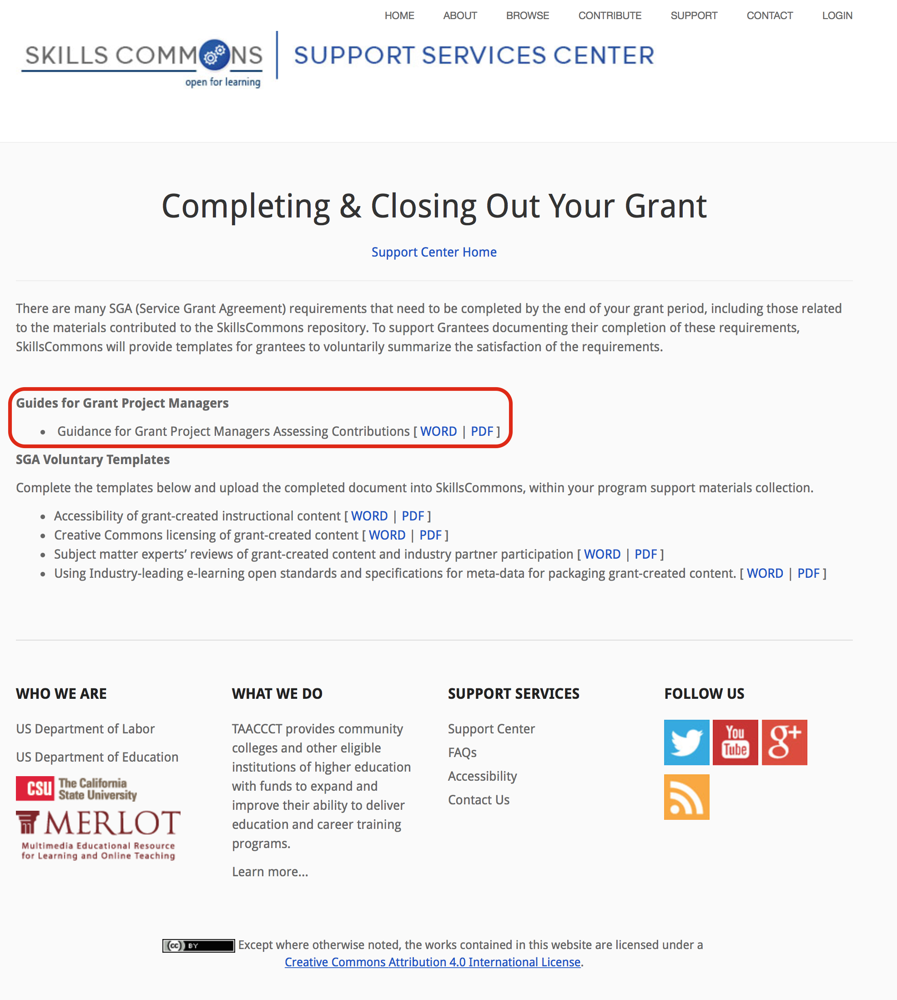 HOME ABOUT BROWSE CONTRIBUTE SUPPORT CONTACT LOGIN
SKILLS COMMONS
open for learning
SUPPORT SERVICES CENTER
Completing & Closing Out Your Grant
Support Center Home
There are many SGA (Service Grant Agreement) requirements that need to be completed by the end of your grant period, including those related
to the materials contributed to the SkillsCommons repository. To support Grantees documenting their completion of these requirements,
SkillsCommons will provide templates for grantees to voluntarily summarize the satisfaction of the requirements.
Guides for Grant Project Managers
• Guidance for Grant Project Managers Assessing Contributions [ WORD | PDF ]
SGA Voluntary Templates
Complete the templates below and upload the completed document into SkillsCommons, within your program support materials collection.
• Accessibility of grant-created instructional content [ WORD | PDF ]
• Creative Commons licensing of grant-created content [ WORD | PDF ]
• Subject matter experts’ reviews of grant-created content and industry partner participation [ WORD | PDF ]
• Using Industry-leading e-learning open standards and specifications for meta-data for packaging grant-created content. [ WORD | PDF ]
WHO WE ARE
US Department of Labor
US Department of Education
CSU The California
State University
MERLOT
Multimedia Educational Resource
for Learning and Online Teaching
WHAT WE DO
TAACCCT provides community
colleges and other eligible
institutions of higher education
with funds to expand and
improve their ability to deliver
education and career training
programs.
Learn more...
SUPPORT SERVICES
Support Center
FAQs
Accessibility
Contact Us
FOLLOW US
You
Tube
g+
(cc) BY Except where otherwise noted, the works contained in this website are licensed under a
Creative Commons Attribution 4.0 International License.